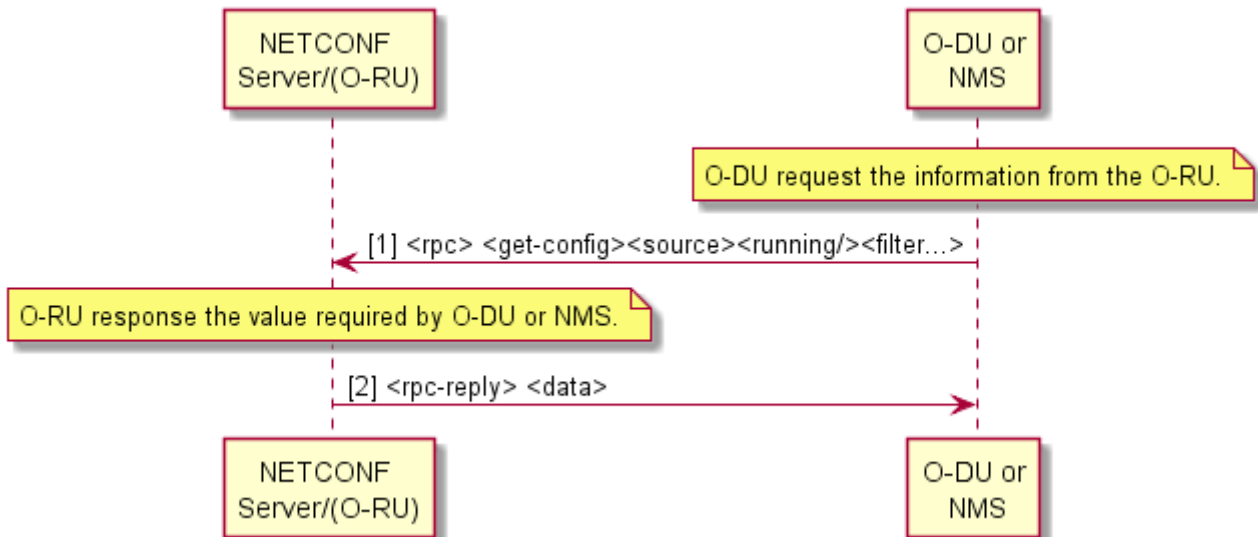 NETCONF
Server/(O-RU)
O-DU or
NMS
O-DU request the information from the O-RU.
[1] <rpc> <get-config><source><running/><filter...>
O-RU response the value required by O-DU or NMS.
[2] <rpc-reply> <data>
NETCONF
Server/(O-RU)
O-DU or
NMS